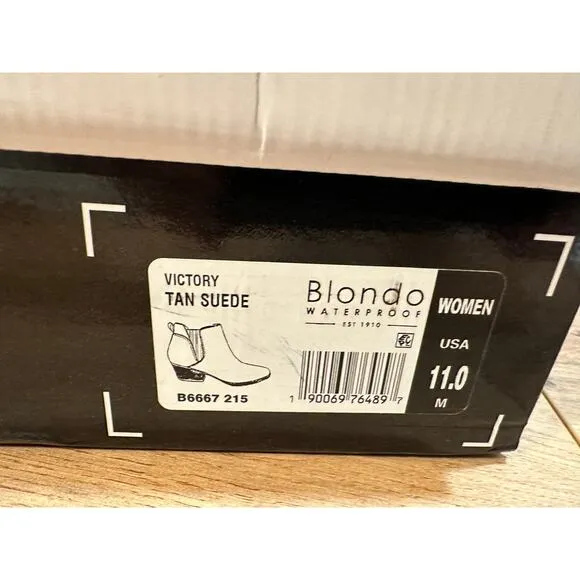 VICTORY
TAN SUEDE
B6667 215
Blondo
WATERPROOF
EST 1910
1 90069 76489 7
WOMEN
USA
11.0
M